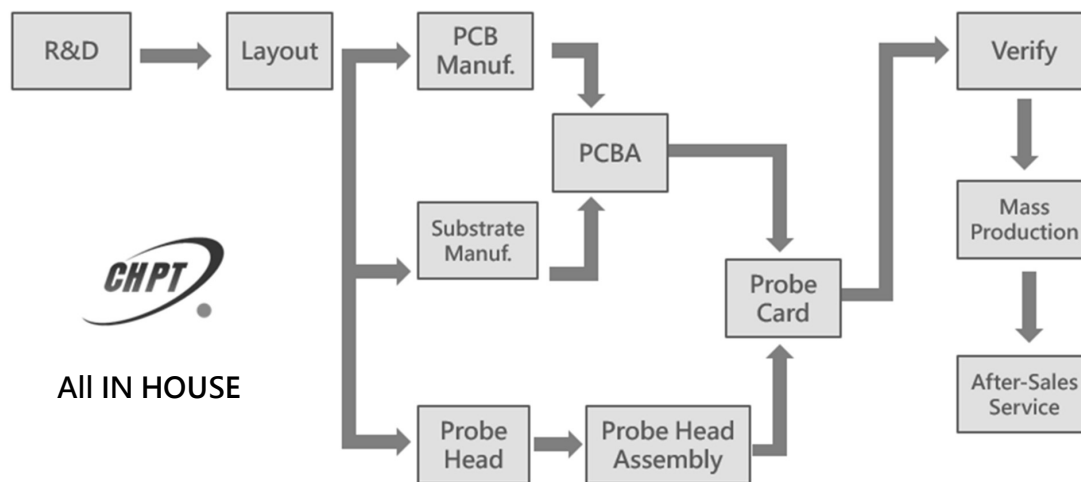 R&D
Layout
PCB
Manuf.
PCBA
Substrate
Manuf.
Probe
Head
Probe Head
Assembly
Probe
Card
Verify
Mass
Production
After-Sales
Service
CHPT
All IN HOUSE